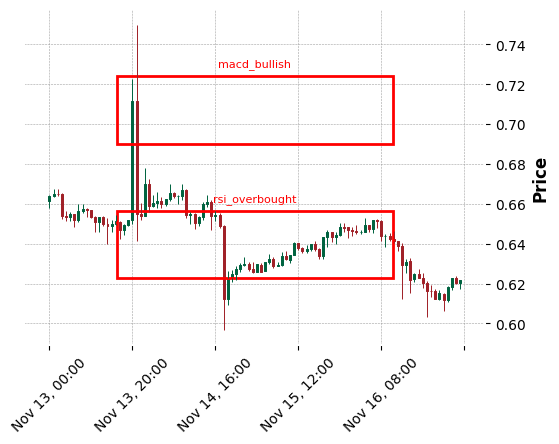 macd_bullish
rsi_overbought
0.74
0.72
0.70
0.68
0.66
0.64
0.62
0.60
Price
Nov 13, 00:00
Nov 13, 20:00
Nov 14, 16:00
Nov 15, 12:00
Nov 16, 08:00